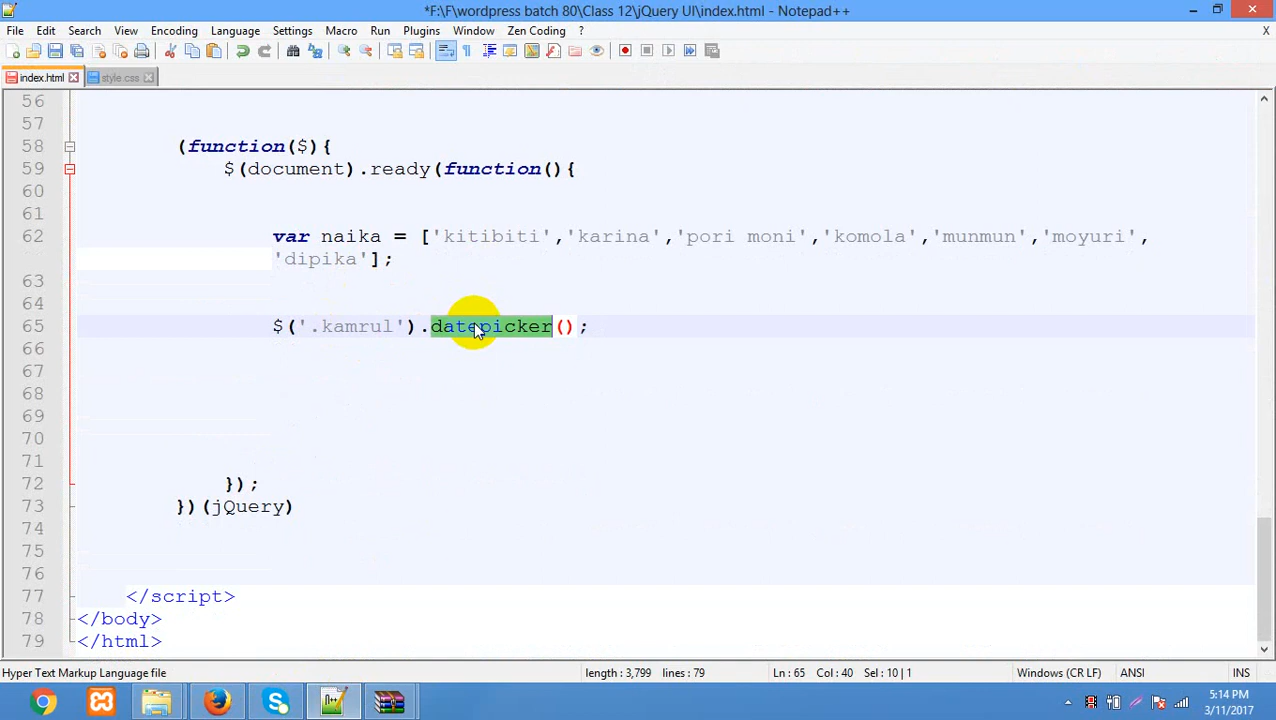 *F:\F\wordpress batch 80\Class 12\jQuery UI\index.html - Notepad++
File Edit Search View Encoding Language Settings Macro Run Plugins Window Zen Coding ? X
index.html style.css
56
57
58 (function($){
59 $(document).ready(function(){
60
61
62 var naika = ['kitibiti','karina','pori moni','komola','munmun','moyuri',
'dipika'];
63
64
65 $('.kamrul').datepicker();
66
67
68
69
70
71
72 });
73 })(jQuery)
74
75
76
77 </script>
78 </body>
79 </html>
Hyper Text Markup Language file length : 3,799 lines : 79 Ln : 65 Col : 40 Sel : 10 | 1 Windows (CR LF) ANSI INS
5:14 PM
3/11/2017